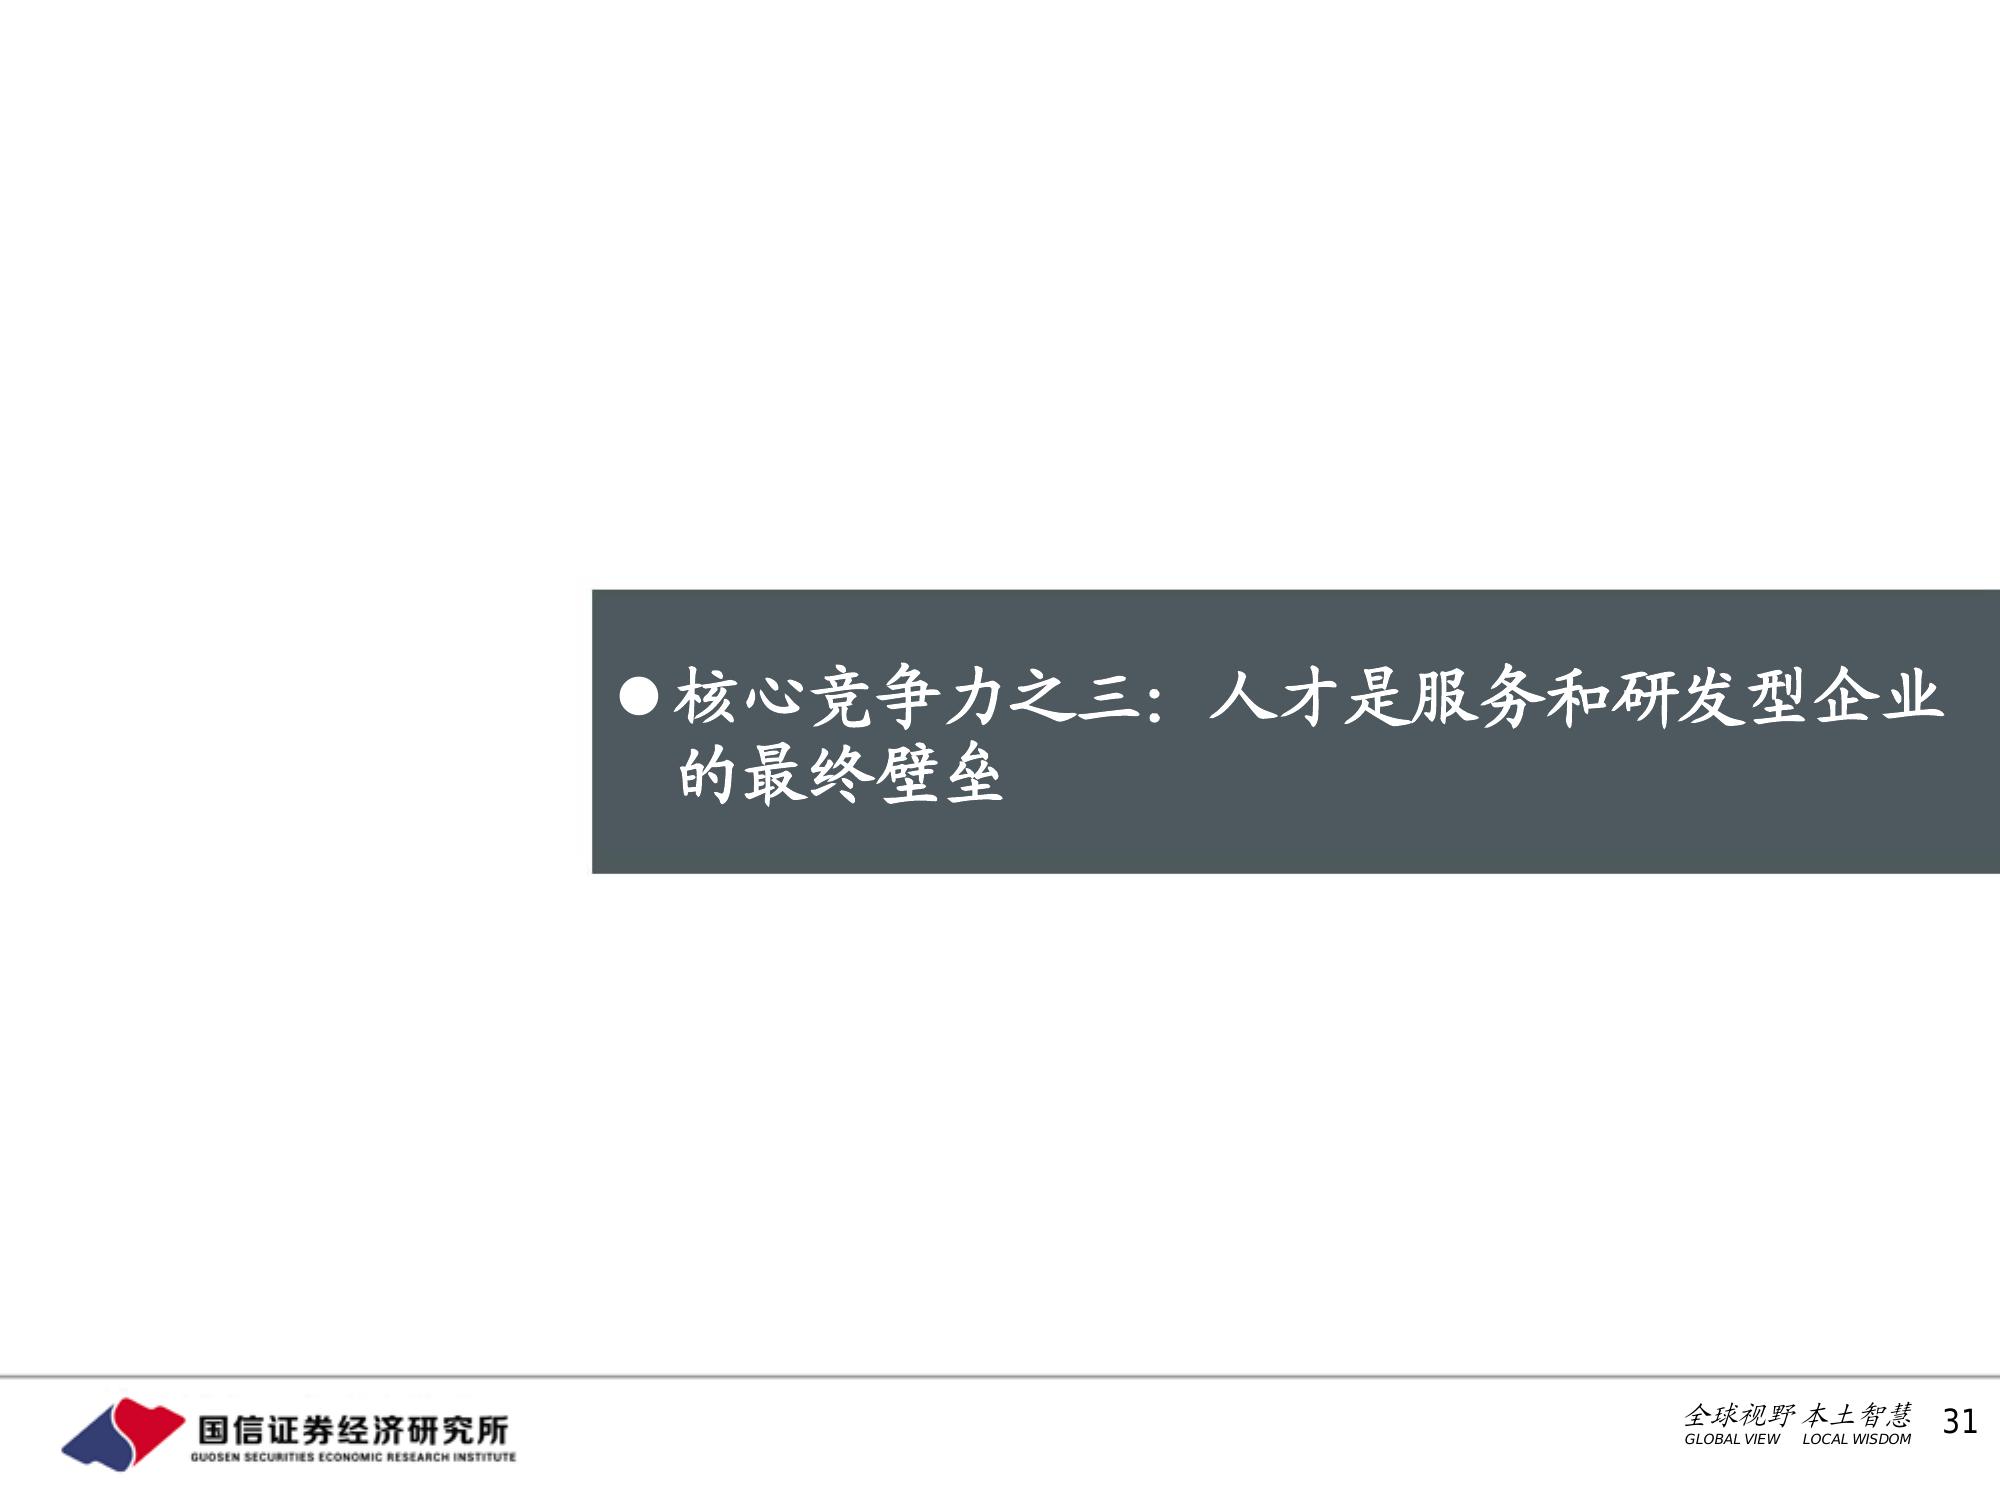 ●核心竞争力之三：人才是服务和研发型企业
的最终壁垒
国信证券经济研究所
GUOSEN SECURITIES ECONOMIC RESEARCH INSTITUTE
全球视野 本土智慧
GLOBAL VIEW LOCAL WISDOM
31